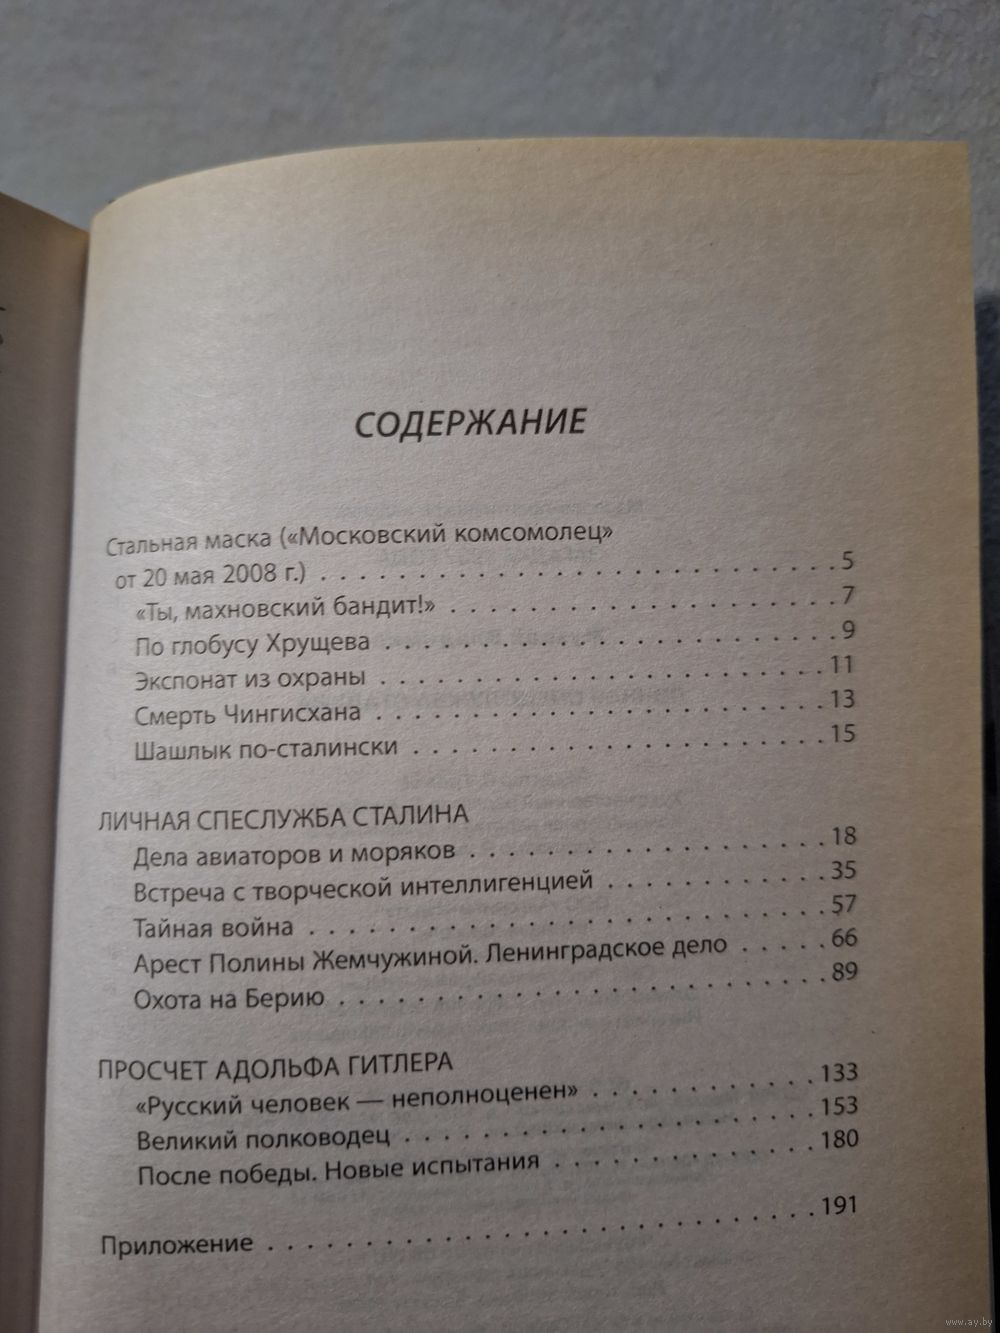 СОДЕРЖАНИЕ
Стальная маска («Московский комсомолец»
от 20 мая 2008 г.) . . . . . . . . . . . . . . . . . . . . . . . . . . . 5
«Ты, махновский бандит!» . . . . . . . . . . . . . . . . . . . . 7
По глобусу Хрущева . . . . . . . . . . . . . . . . . . . . . . . . 9
Экспонат из охраны . . . . . . . . . . . . . . . . . . . . . . . 11
Смерть Чингисхана . . . . . . . . . . . . . . . . . . . . . . . 13
Шашлык по-сталински . . . . . . . . . . . . . . . . . . . . . 15
ЛИЧНАЯ СПЕСЛУЖБА СТАЛИНА
Дела авиаторов и моряков . . . . . . . . . . . . . . . . . . . 18
Встреча с творческой интеллигенцией . . . . . . . . . . . . 35
Тайная война . . . . . . . . . . . . . . . . . . . . . . . . . . . 57
Арест Полины Жемчужиной. Ленинградское дело . . . . . 66
Охота на Берию . . . . . . . . . . . . . . . . . . . . . . . . . 89
ПРОСЧЕТ АДОЛЬФА ГИТЛЕРА
«Русский человек — неполноценен» . . . . . . . . . . . . 133
Великий полководец . . . . . . . . . . . . . . . . . . . . . . 153
После победы. Новые испытания . . . . . . . . . . . . . . 180
Приложение . . . . . . . . . . . . . . . . . . . . . . . . . . . . 191
www.ay.by